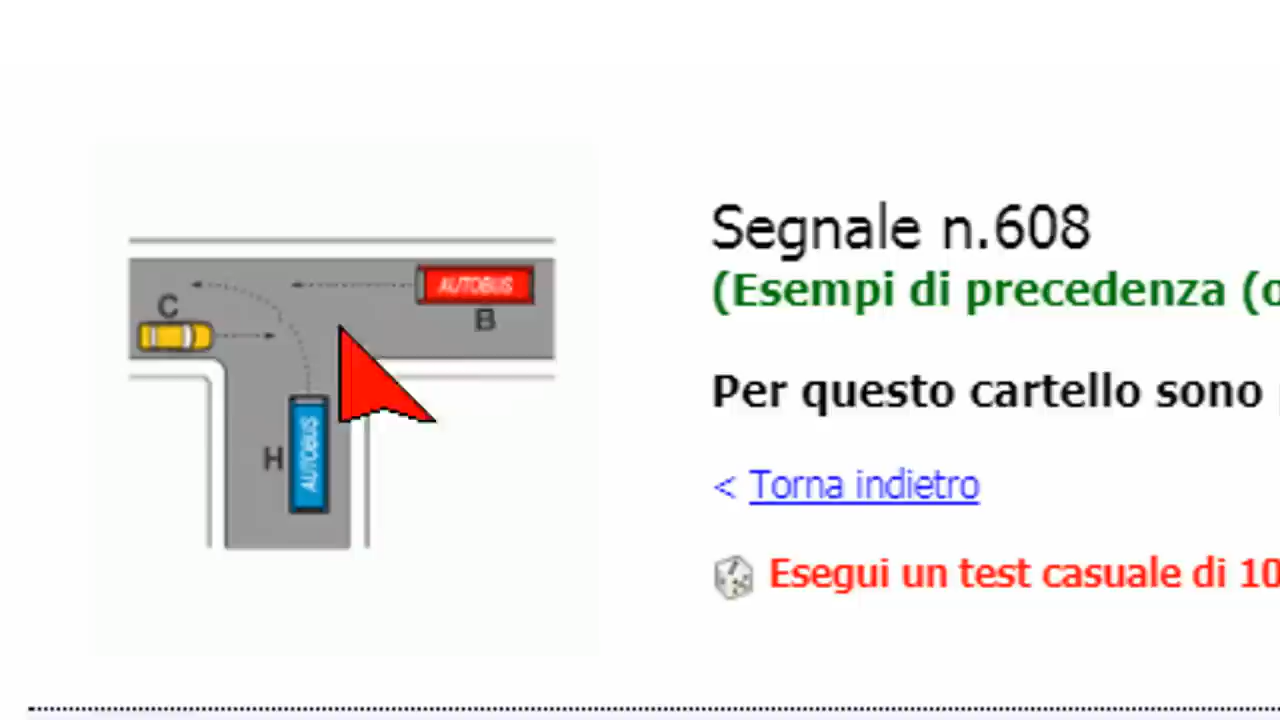 Segnale n.608
(Esempi di precedenza (o
Per questo cartello sono
< Torna indietro
Esegui un test casuale di 10
C
AUTOBUS
B
H
AUTOBUS